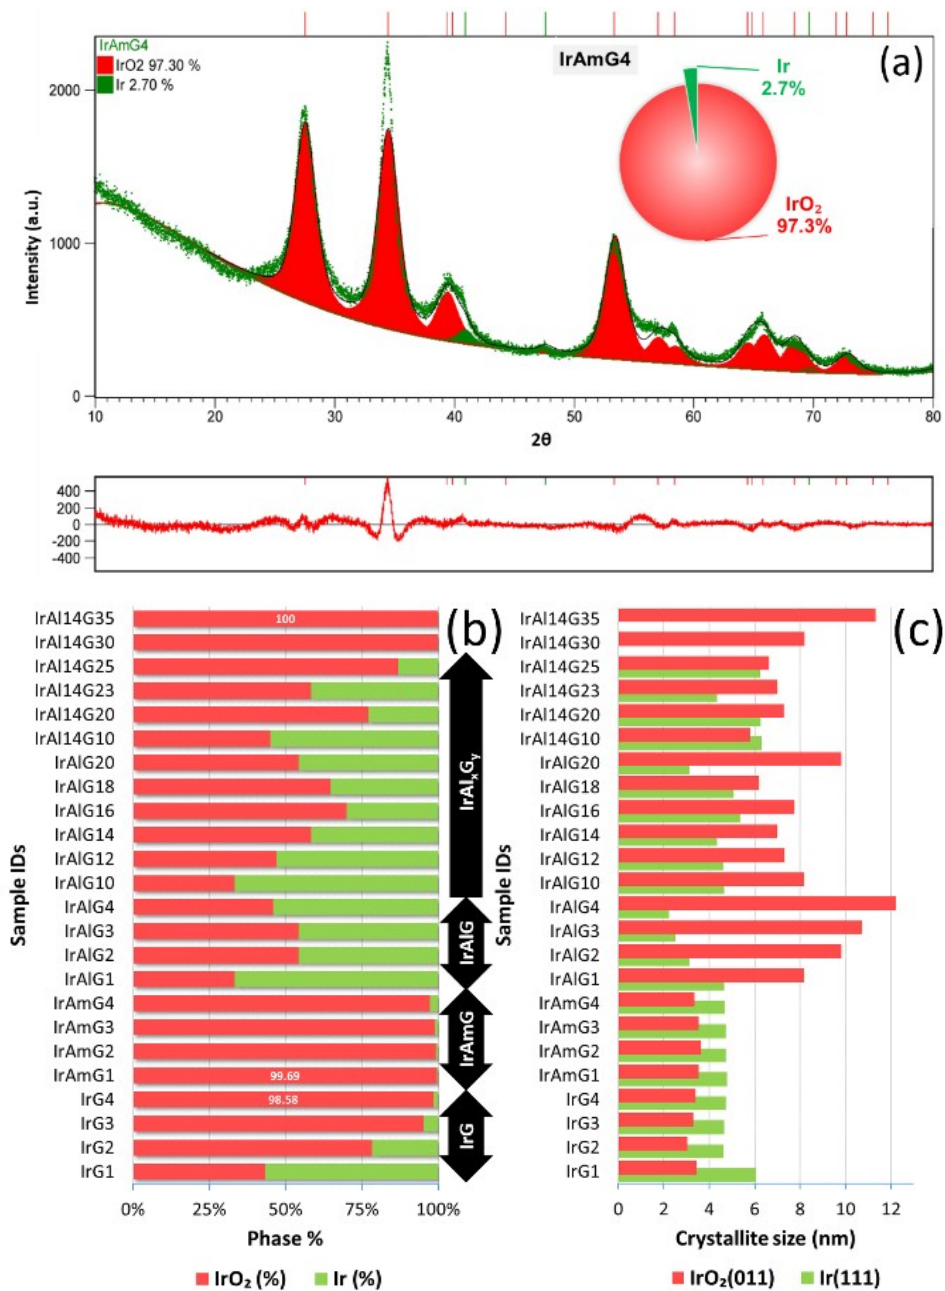 IrAmG4
IrO2 97.30 %
Ir 2.70 %
IrAmG4
(a)
Ir
2.7%
IrO₂
97.3%
Intensity (a.u.)
2000
1000
0
10 20 30 40 50 60 70 80
2θ
400
200
0
-200
-400
(b)
Sample IDs
IrAl14G35
IrAl14G30
IrAl14G25
IrAl14G23
IrAl14G20
IrAl14G10
IrAlG20
IrAlG18
IrAlG16
IrAlG14
IrAlG12
IrAlG10
IrAlG4
IrAlG3
IrAlG2
IrAlG1
IrAmG4
IrAmG3
IrAmG2
IrAmG1
IrG4
IrG3
IrG2
IrG1
100
99.69
98.58
IrAlₓGᵧ
IrAlG
IrAmG
IrG
0% 25% 50% 75% 100%
Phase %
IrO₂ (%) Ir (%)
(c)
Sample IDs
IrAl14G35
IrAl14G30
IrAl14G25
IrAl14G23
IrAl14G20
IrAl14G10
IrAlG20
IrAlG18
IrAlG16
IrAlG14
IrAlG12
IrAlG10
IrAlG4
IrAlG3
IrAlG2
IrAlG1
IrAmG4
IrAmG3
IrAmG2
IrAmG1
IrG4
IrG3
IrG2
IrG1
0 2 4 6 8 10 12
Crystallite size (nm)
IrO₂(011) Ir(111)